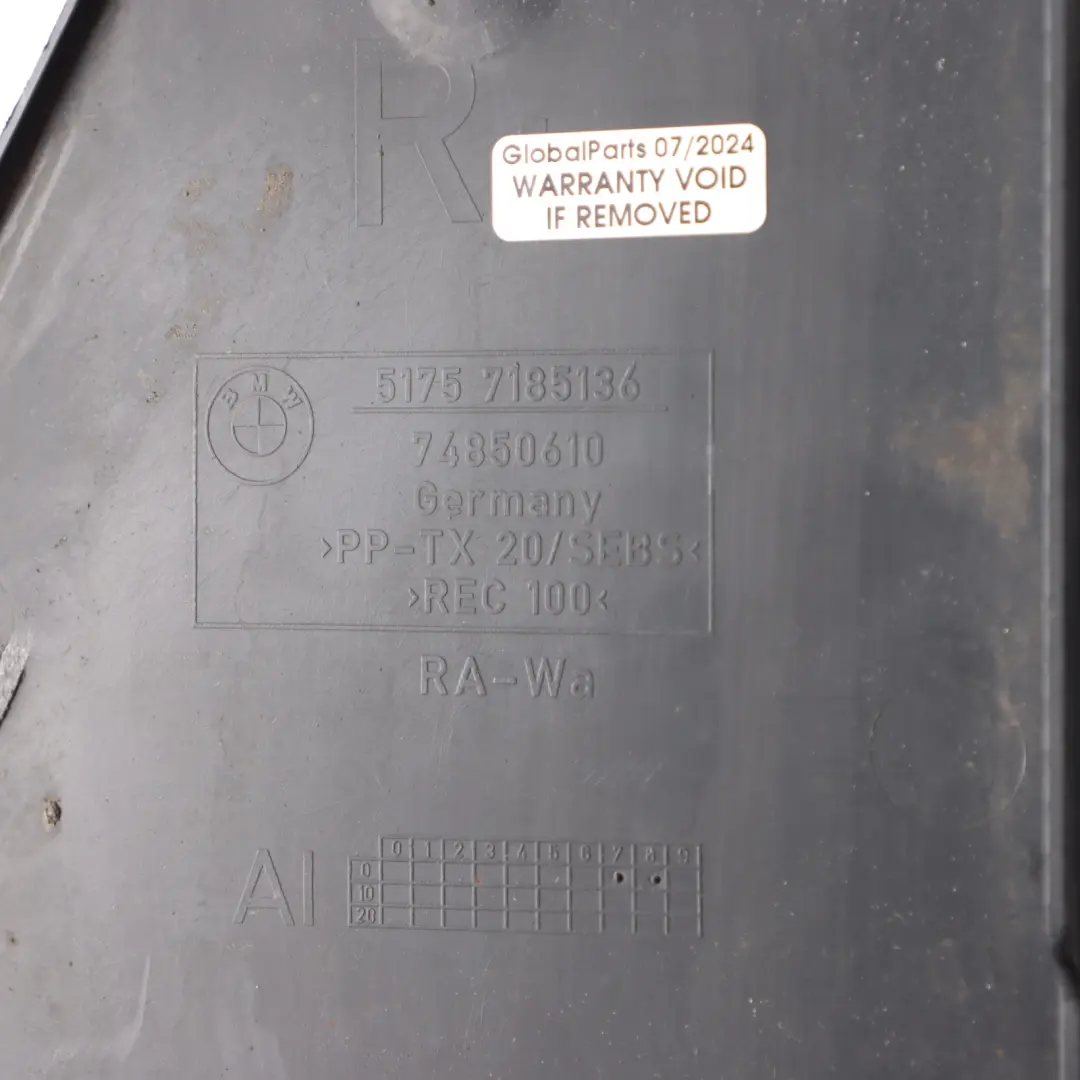 R
GlobalParts 07/2024
WARRANTY VOID
IF REMOVED
BMW
5175 7185136
74850610
Germany
>PP-TX 20/SEBS<
>REC 100<
RA-Wa
AI
0 1 2 3 4 5 6 7 8 9
0
10
20